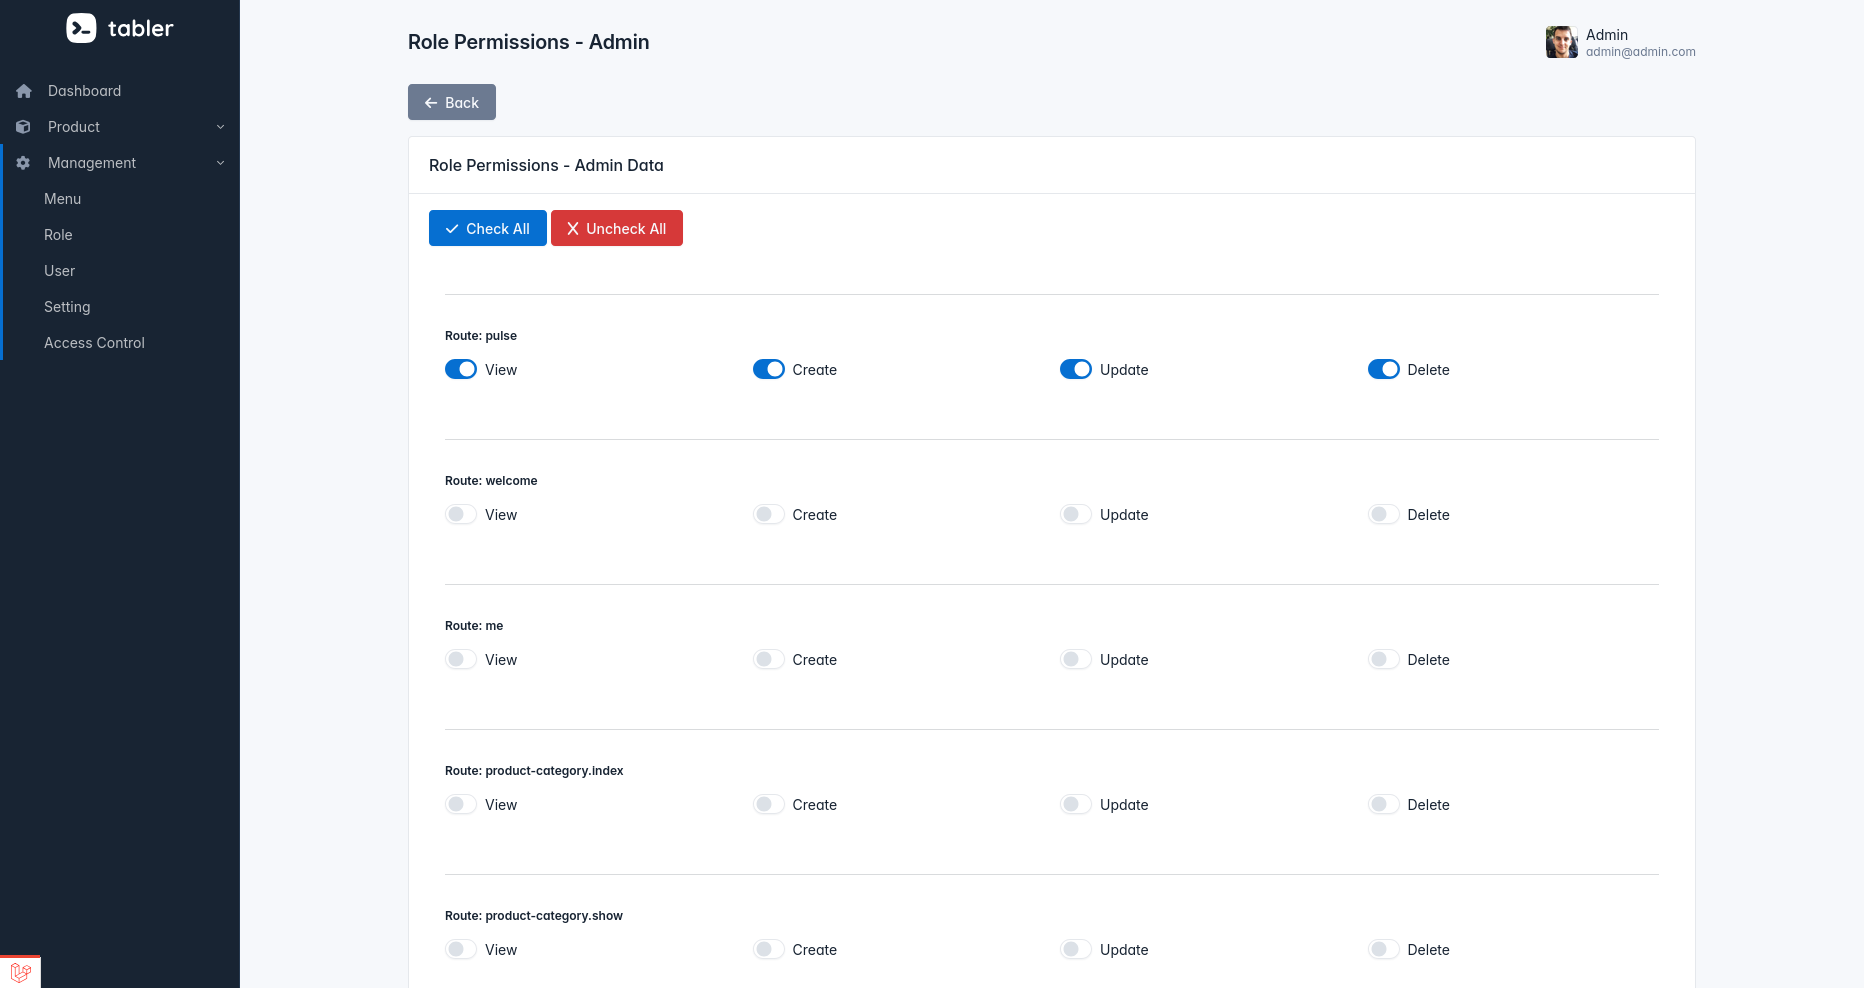 tabler
Dashboard
Product
Management
Menu
Role
User
Setting
Access Control
Role Permissions - Admin
Admin
admin@admin.com
Back
Role Permissions - Admin Data
Check All
Uncheck All
Route: pulse
View Create Update Delete
Route: welcome
View Create Update Delete
Route: me
View Create Update Delete
Route: product-category.index
View Create Update Delete
Route: product-category.show
View Create Update Delete